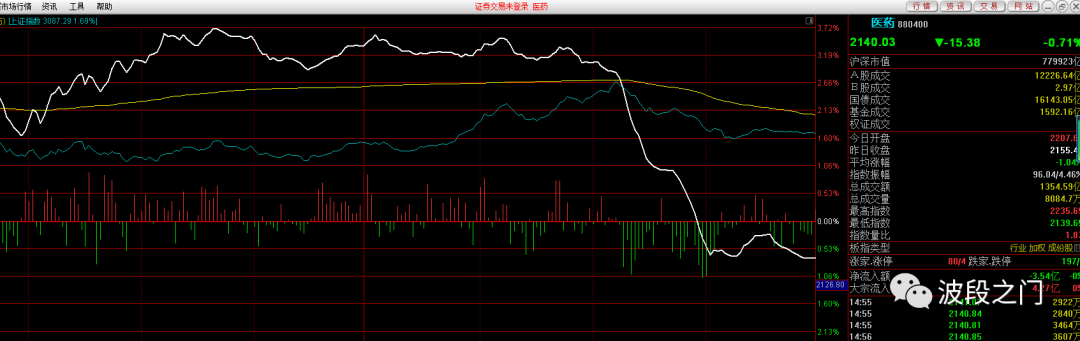 市场行情 资讯 工具 帮助 证券交易未登录 医药 行情 资讯 交易 网站
[上证指数 3087.29 1.69%]
3.72%
3.19%
2.66%
2.13%
1.60%
1.06%
0.53%
0.00%
0.53%
1.06%
2126.80
1.60%
2.13%
医药 880400
2140.03 ▼-15.38 -0.71%
沪深市值 779923亿
A股成交 12226.64亿
B股成交 2.97亿
国债成交 16143.05亿
基金成交 1592.16亿
权证成交
今日开盘 2207.6
昨日收盘 2155.4
平均涨幅 -1.04
指数振幅 96.04/4.46%
总成交额 1354.59亿
总成交量 8084.7万
最高指数 2235.6
最低指数 2139.6
指数量比 1.0
板指类型 行业 加权 成份股
涨家.涨停 80/4 跌家.跌停 197/
净流入额 -3.54亿
大宗流入
波段之门
14:55 2922万
14:55 2140.84 2840万
14:55 2140.81 3464万
14:56 2140.85 3607万